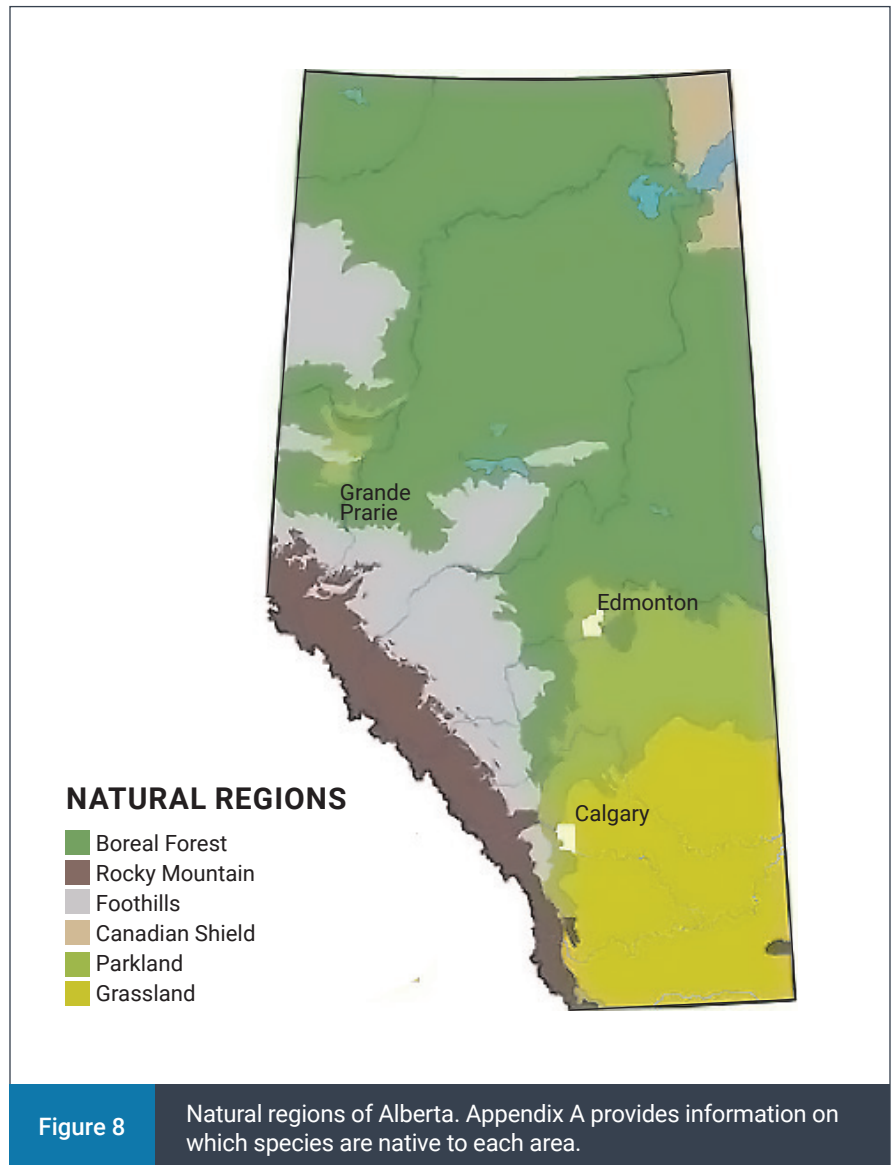 Grande
Prarie
Edmonton
Calgary
NATURAL REGIONS
Boreal Forest
Rocky Mountain
Foothills
Canadian Shield
Parkland
Grassland
Figure 8
Natural regions of Alberta. Appendix A provides information on
which species are native to each area.